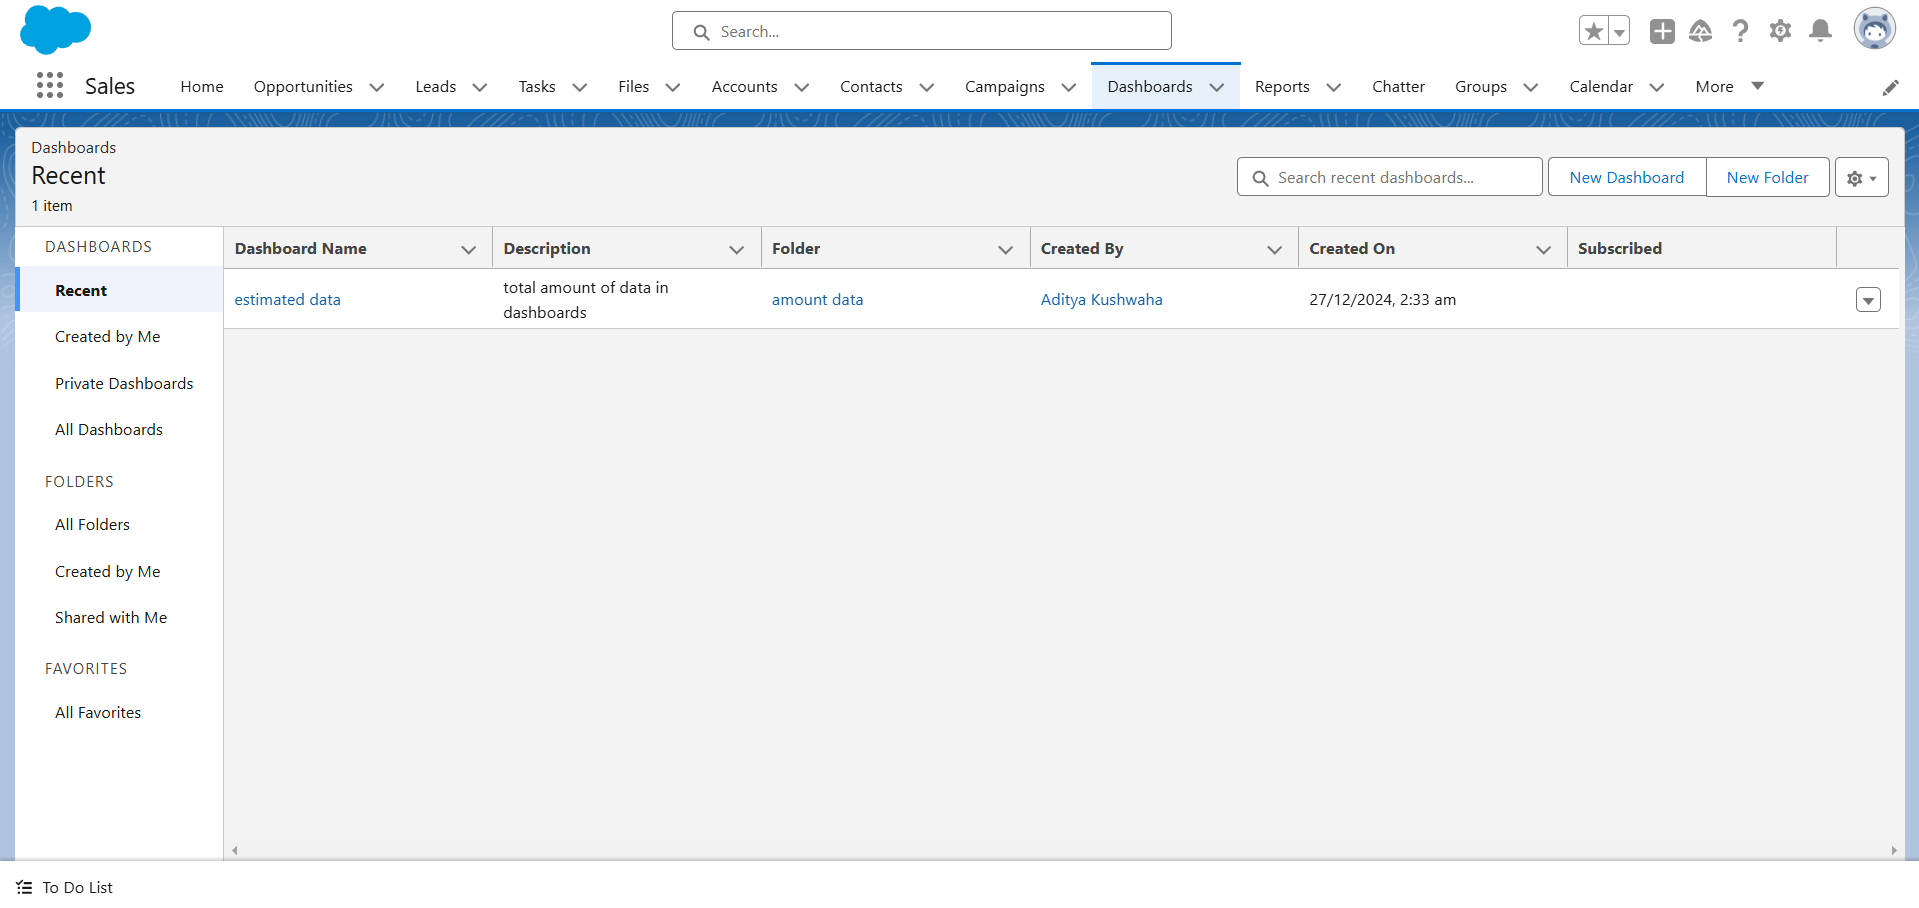 Search...
Sales
Home
Opportunities
Leads
Tasks
Files
Accounts
Contacts
Campaigns
Dashboards
Reports
Chatter
Groups
Calendar
More
Dashboards
Recent
1 item
Search recent dashboards...
New Dashboard
New Folder
DASHBOARDS
Recent
Created by Me
Private Dashboards
All Dashboards
FOLDERS
All Folders
Created by Me
Shared with Me
FAVORITES
All Favorites
Dashboard Name
Description
Folder
Created By
Created On
Subscribed
estimated data
total amount of data in
dashboards
amount data
Aditya Kushwaha
27/12/2024, 2:33 am
To Do List